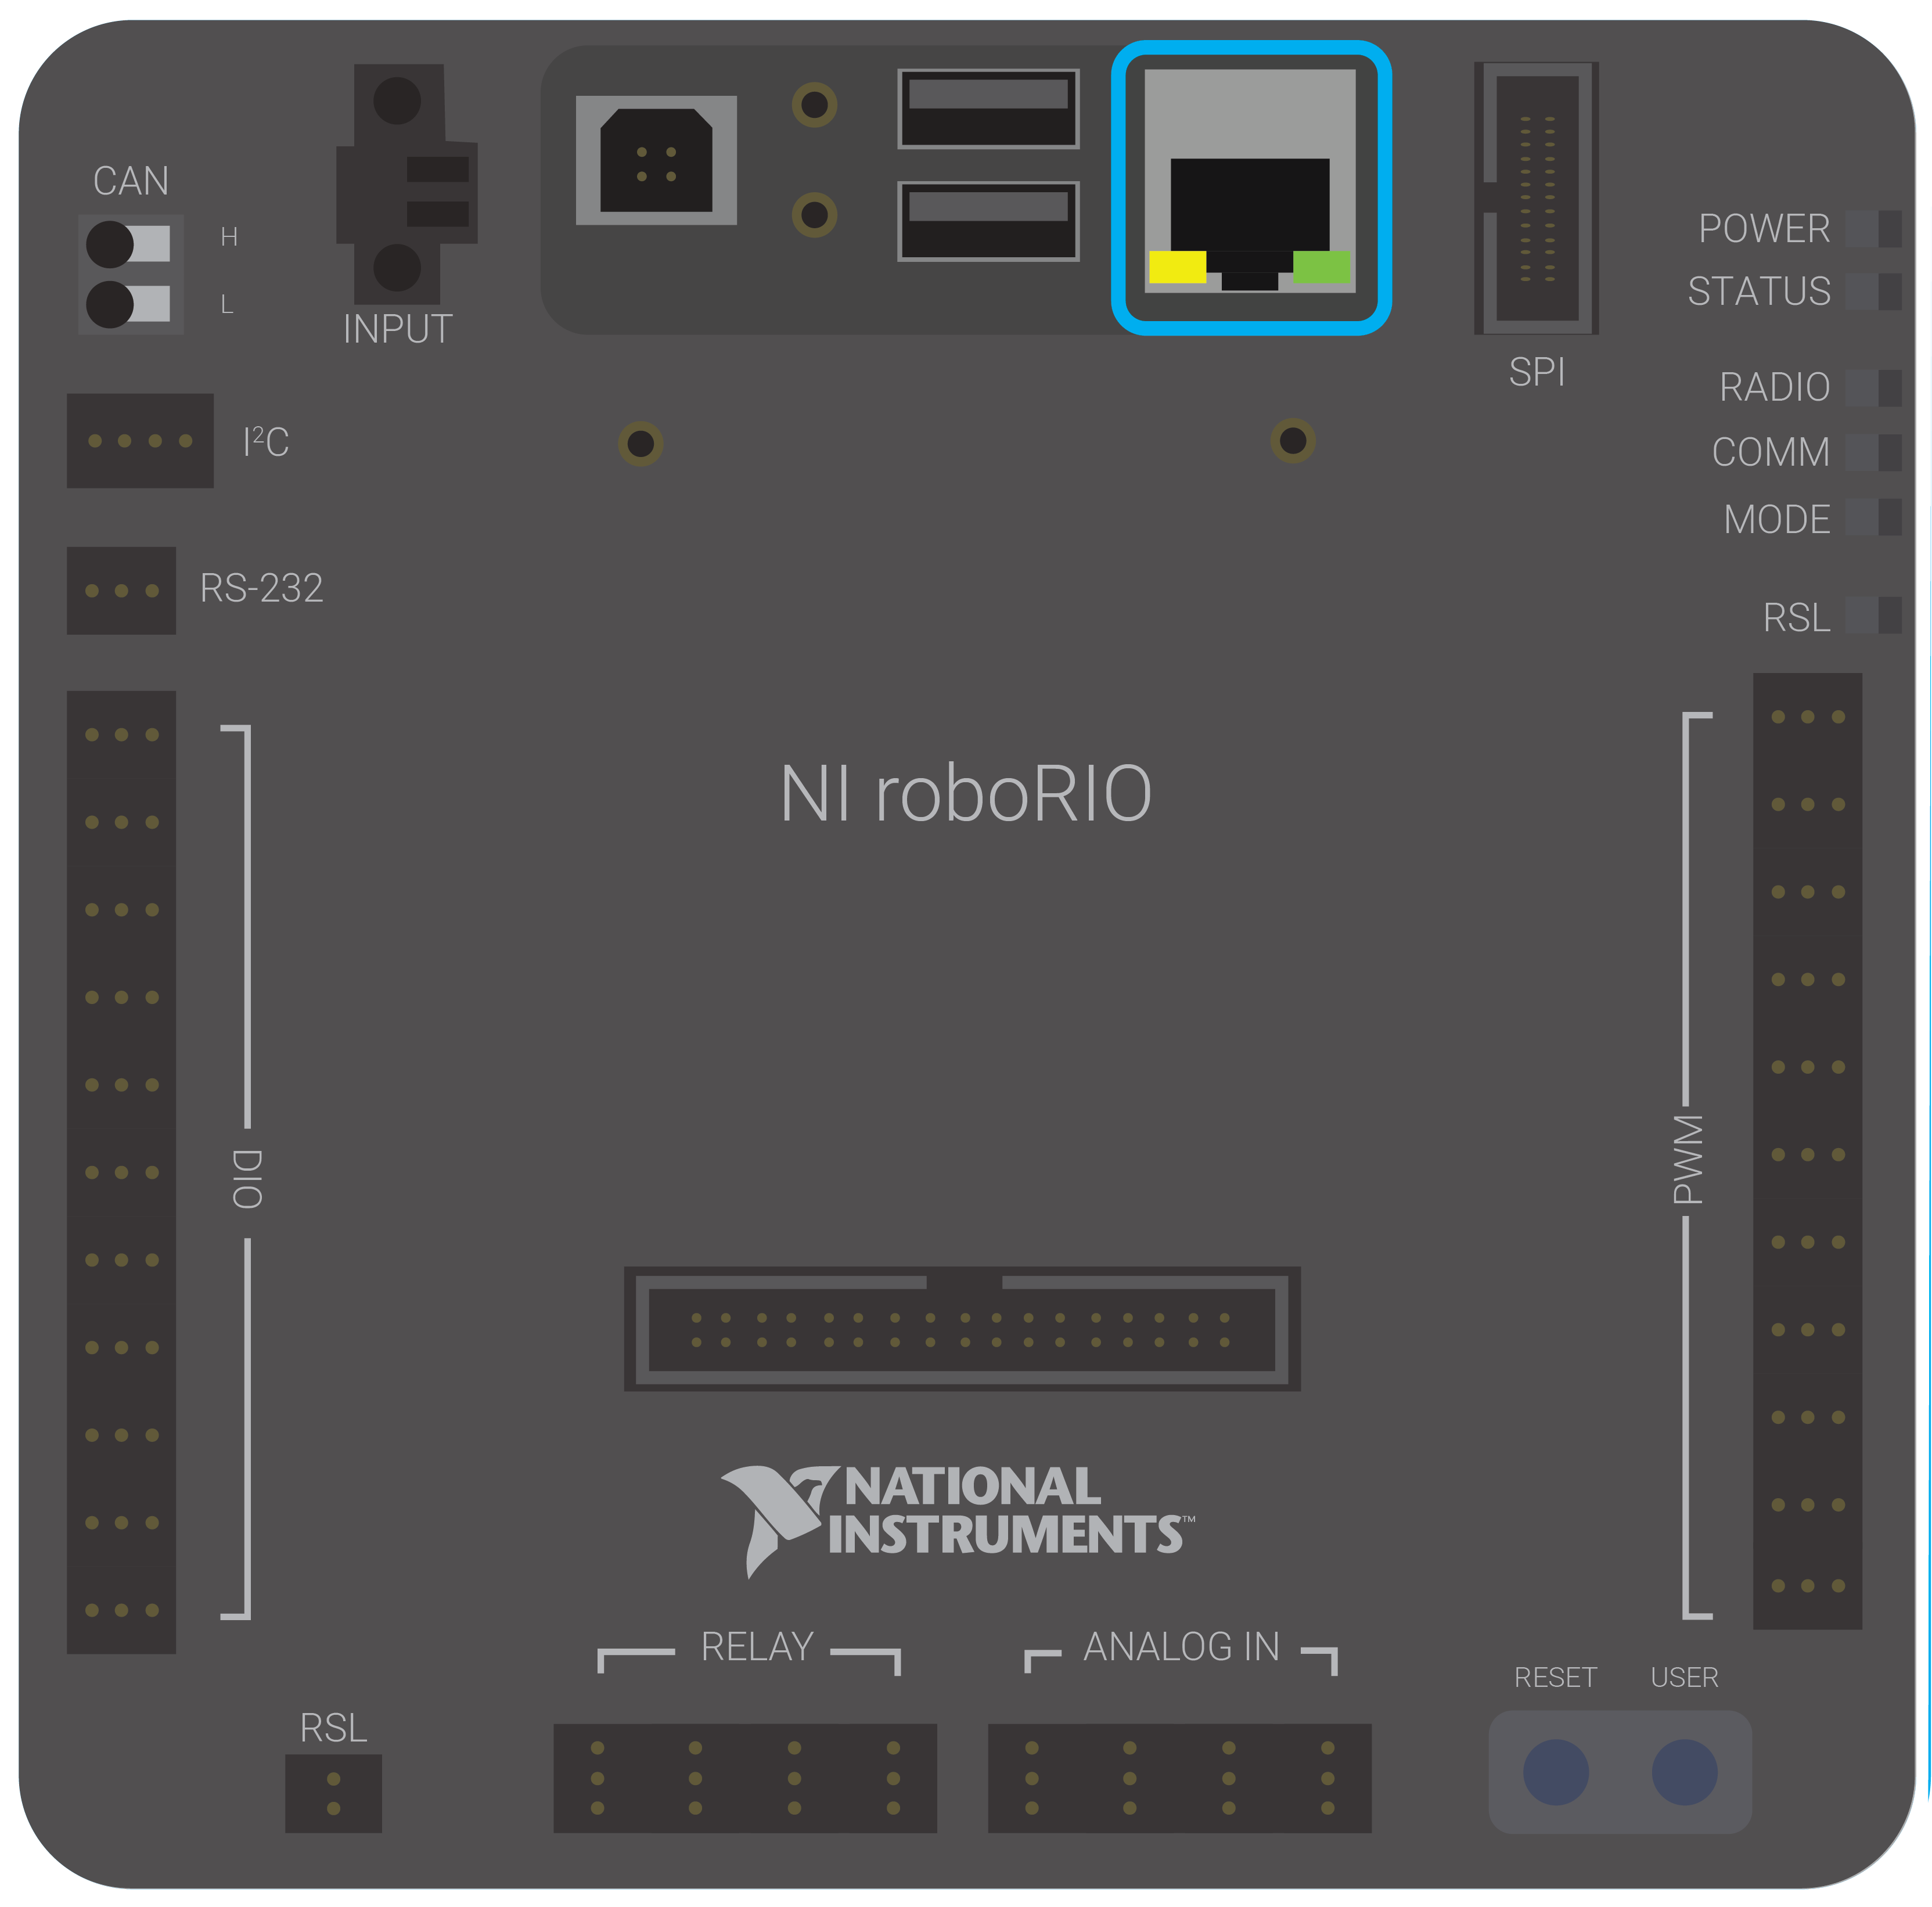 CAN
H
L
INPUT
SPI
POWER
STATUS
RADIO
COMM
MODE
RSL
I²C
RS-232
NI roboRIO
DIO
PWM
NATIONAL
INSTRUMENTS™
RELAY
ANALOG IN
RSL
RESET
USER